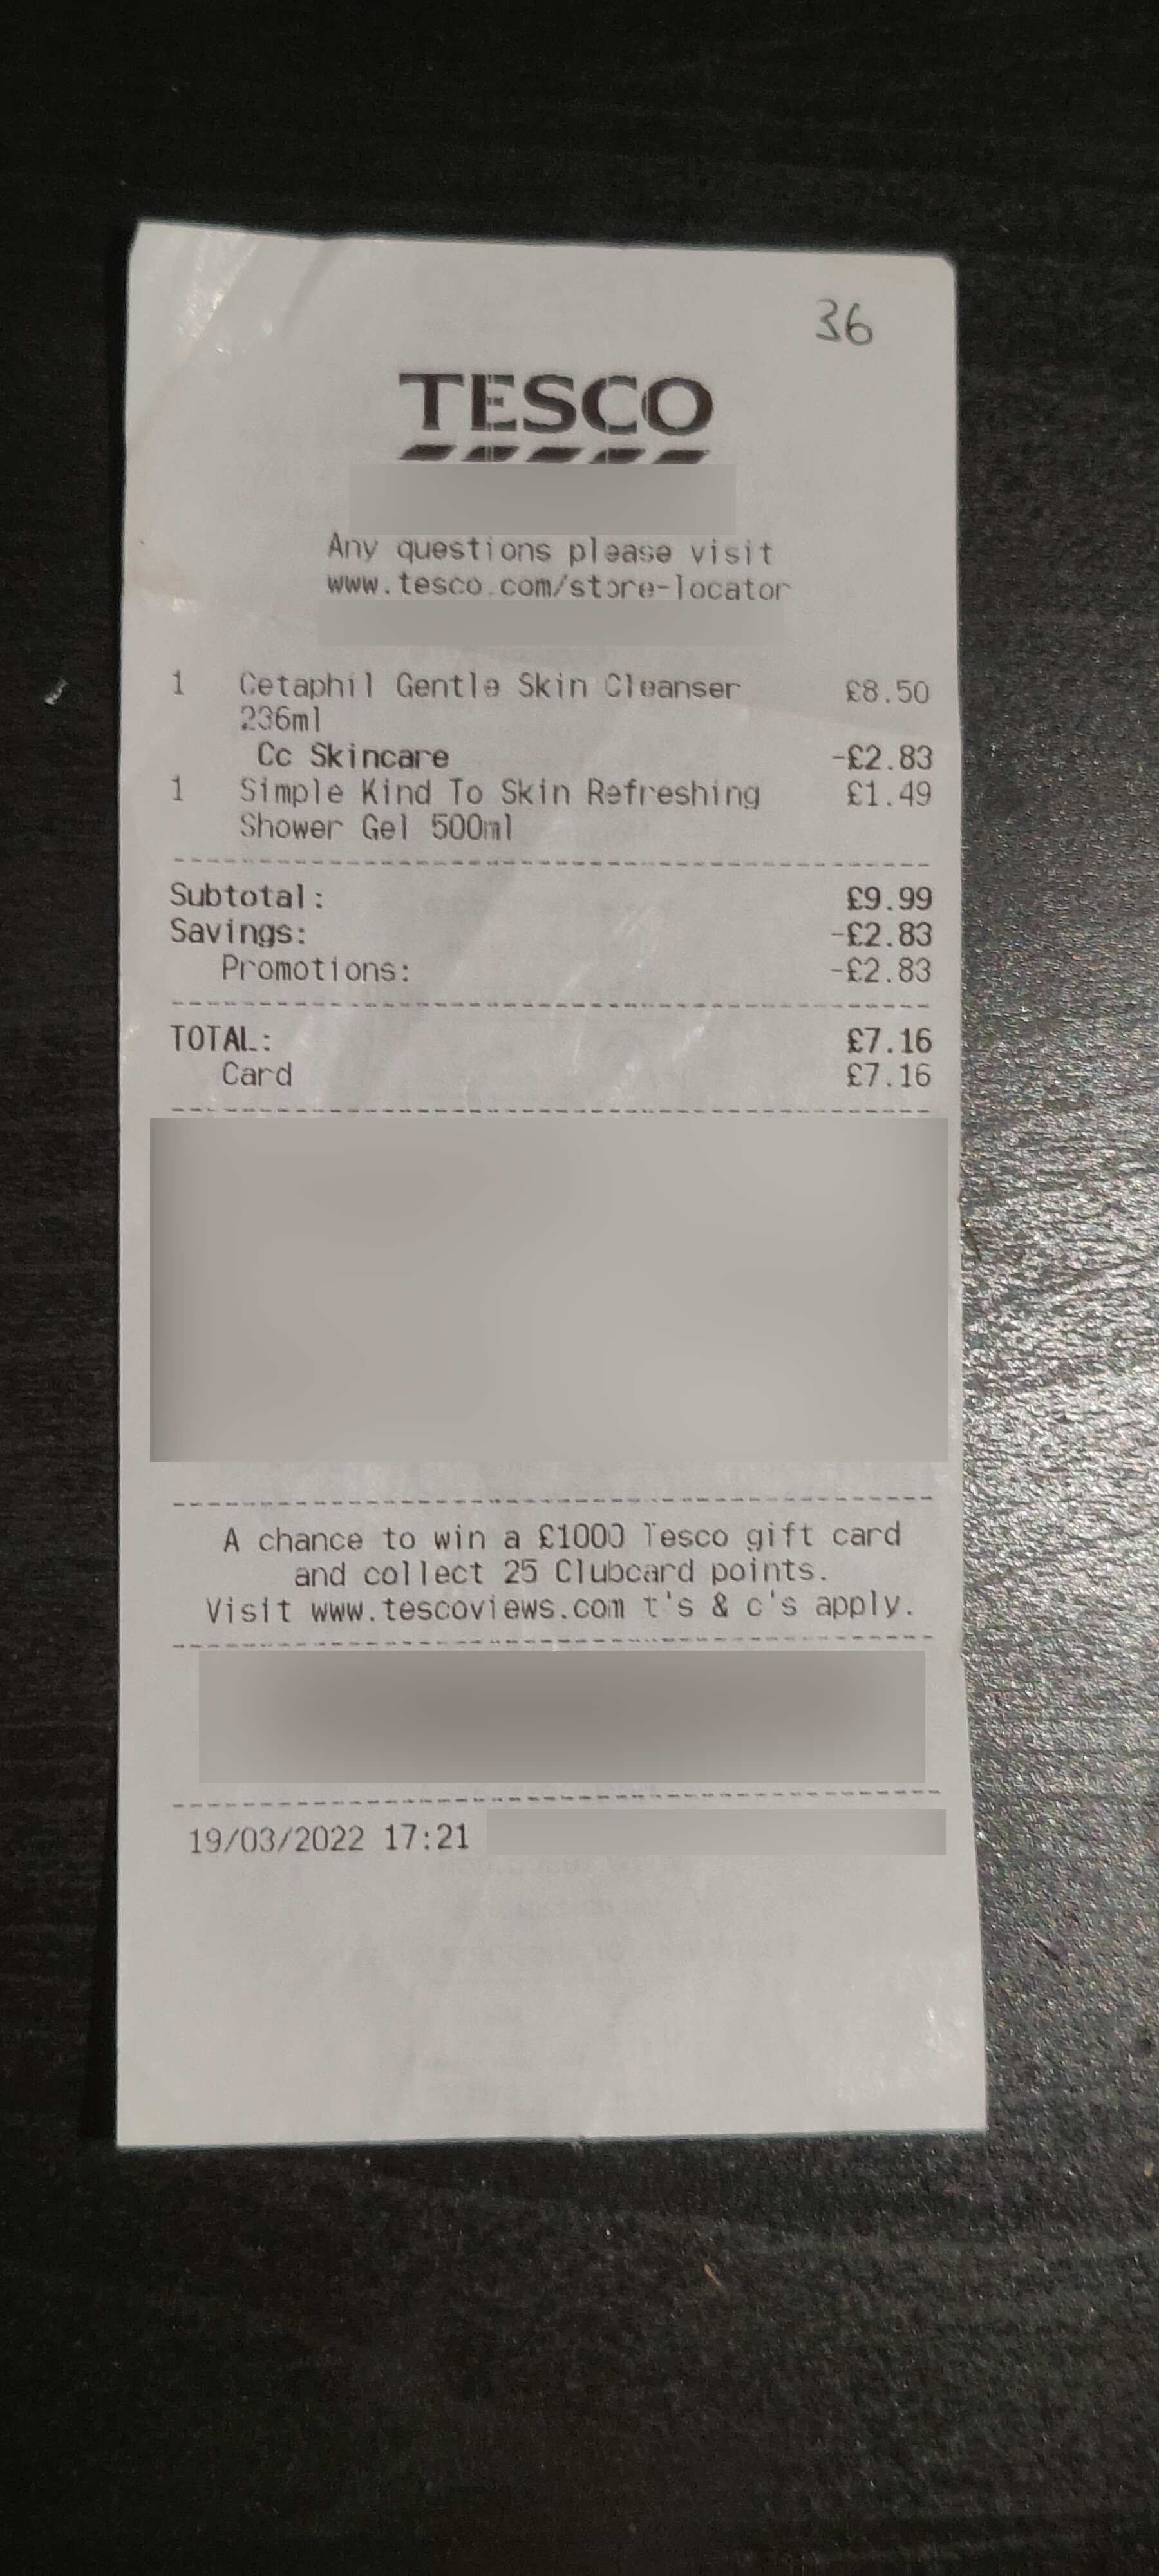 36
TESCO
Any questions please visit
www.tesco.com/store-locator
1 Cetaphil Gentle Skin Cleanser £8.50
236ml
Cc Skincare -£2.83
1 Simple Kind To Skin Refreshing £1.49
Shower Gel 500ml
Subtotal: £9.99
Savings: -£2.83
Promotions: -£2.83
TOTAL: £7.16
Card £7.16
A chance to win a £1000 Tesco gift card
and collect 25 Clubcard points.
Visit www.tescoviews.com t's & c's apply.
19/03/2022 17:21